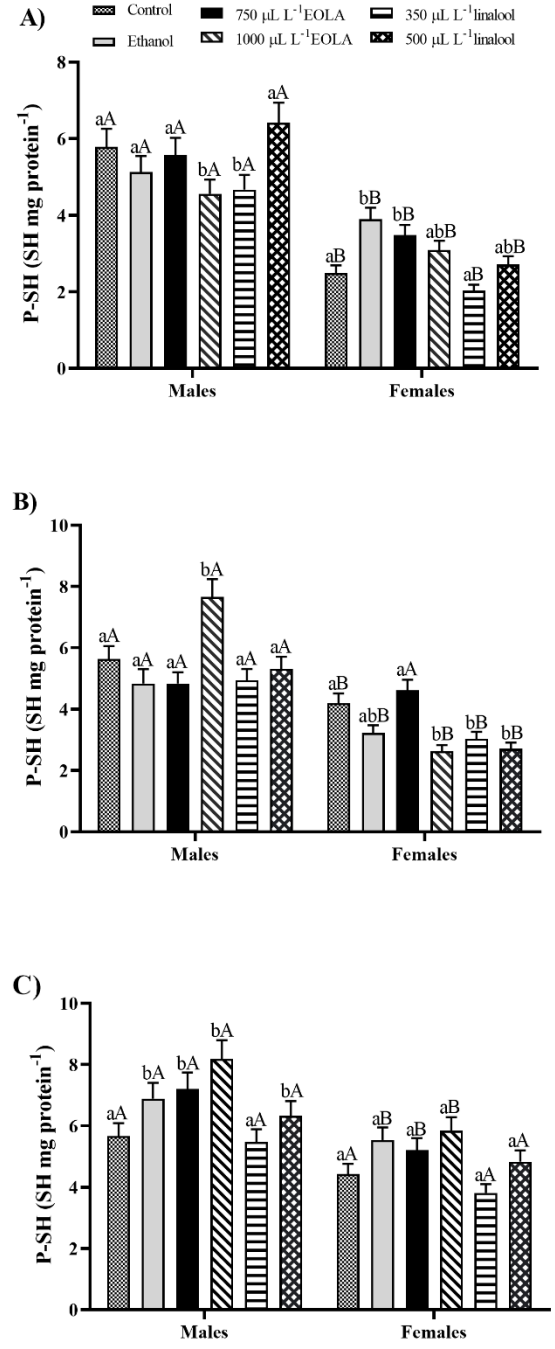 A)
Control 750 μL L⁻¹EOLA 350 μL L⁻¹linalool
Ethanol 1000 μL L⁻¹EOLA 500 μL L⁻¹linalool
P-SH (SH mg protein⁻¹)
8
6
4
2
0
aA aA aA bA bA aA aB bB bB abB aB abB
Males Females
B)
P-SH (SH mg protein⁻¹)
10
8
6
4
2
0
aA aA aA bA aA aA aB abB aA bB bB bB
Males Females
C)
P-SH (SH mg protein⁻¹)
10
8
6
4
2
0
aA bA bA bA aA bA aA aB aB aB aA aA
Males Females